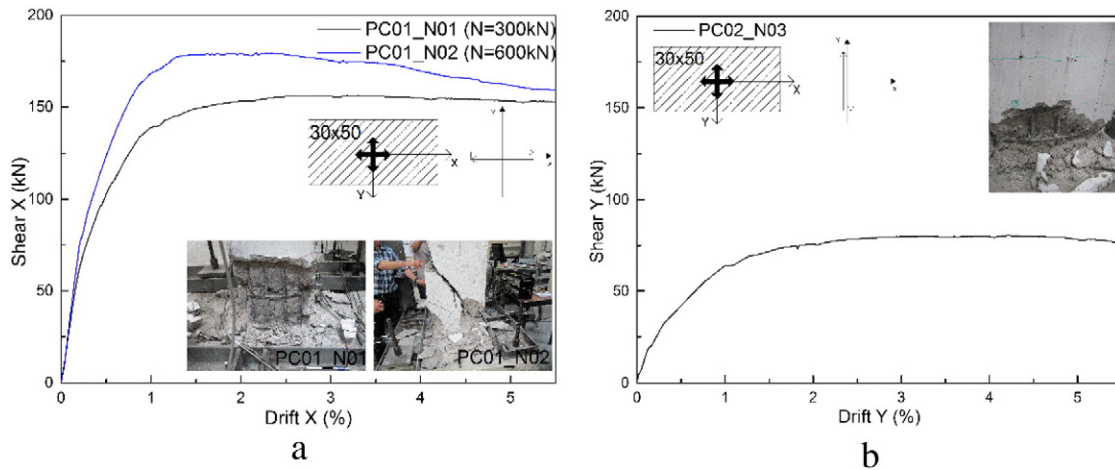 200
150
100
50
0
Shear X (kN)
PC01_N01 (N=300kN)
PC01_N02 (N=600kN)
30x50
X
Y
Y
x
PC01_N01
PC01_N02
0 1 2 3 4 5
Drift X (%)
a
200
150
100
50
0
Shear Y (kN)
PC02_N03
30x50
X
Y
Y
x
0 1 2 3 4 5
Drift Y (%)
b